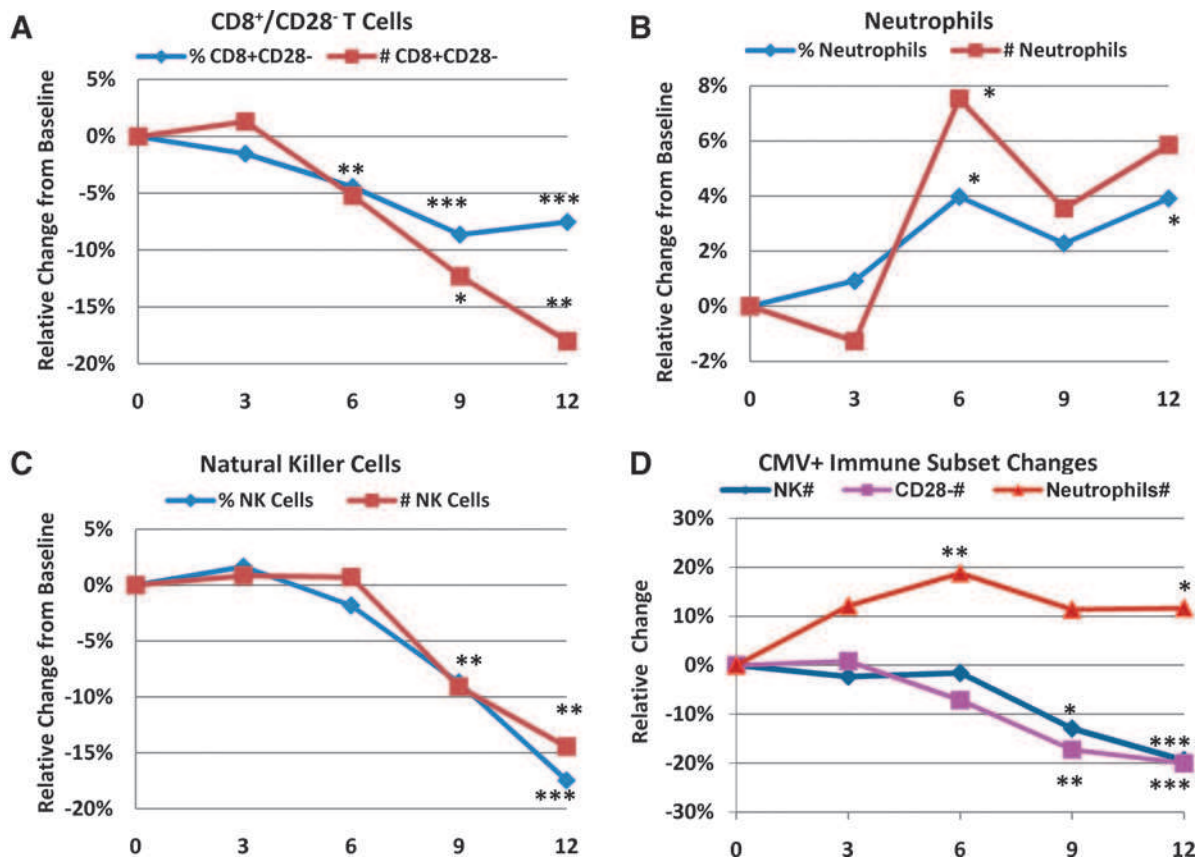 A
CD8⁺/CD28⁻ T Cells
% CD8+CD28- # CD8+CD28-
Relative Change from Baseline
5%
0%
-5%
-10%
-15%
-20%
** *** ***
* **
0 3 6 9 12
B
Neutrophils
% Neutrophils # Neutrophils
Relative Change from Baseline
8%
6%
4%
2%
0%
-2%
*
*
*
0 3 6 9 12
C
Natural Killer Cells
% NK Cells # NK Cells
Relative Change from Baseline
5%
0%
-5%
-10%
-15%
-20%
**
**
***
0 3 6 9 12
D
CMV+ Immune Subset Changes
NK# CD28-# Neutrophils#
Relative Change
30%
20%
10%
0%
-10%
-20%
-30%
**
*
*
***
** ***
0 3 6 9 12